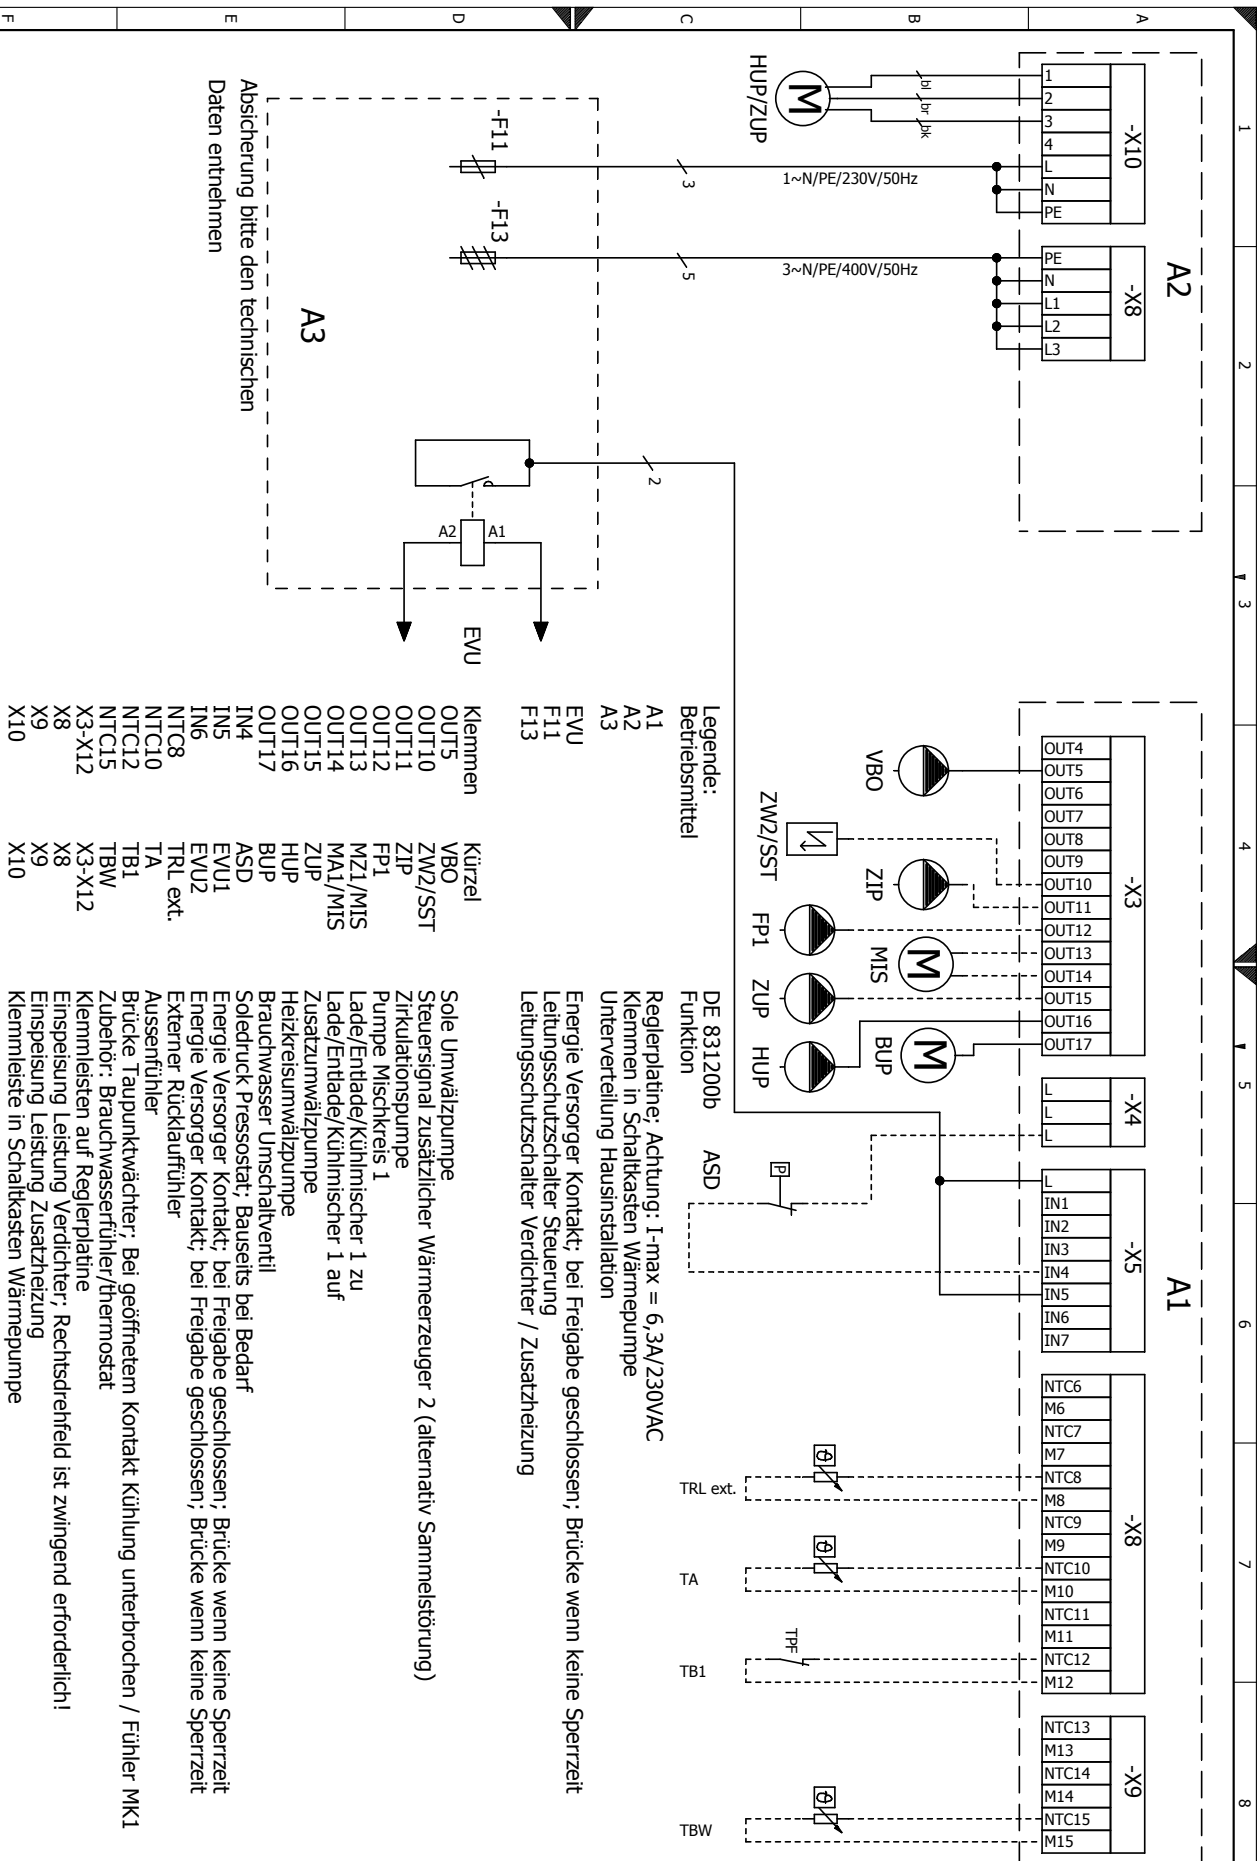 1
2
3
4
5
6
7
8
A
B
C
D
E
F
A2
-X10
1
2
3
4
L
N
PE
-X8
PE
N
L1
L2
L3
bl
br
bk
M
HUP/ZUP
1~N/PE/230V/50Hz
3~N/PE/400V/50Hz
3
5
2
-F11
-F13
A3
A2
A1
EVU
Absicherung bitte den technischen
Daten entnehmen
A1
-X3
OUT4
OUT5
OUT6
OUT7
OUT8
OUT9
OUT10
OUT11
OUT12
OUT13
OUT14
OUT15
OUT16
OUT17
-X4
L
L
L
-X5
L
IN1
IN2
IN3
IN4
IN5
IN6
IN7
-X8
NTC6
M6
NTC7
M7
NTC8
M8
NTC9
M9
NTC10
M10
NTC11
M11
NTC12
M12
-X9
NTC13
M13
NTC14
M14
NTC15
M15
VBO
ZW2/SST
ZIP
FP1
M
MIS
ZUP
HUP
M
BUP
P
ASD
ϑ
TRL ext.
ϑ
TA
TPF
TB1
ϑ
TBW
Legende: DE 831200b
Betriebsmittel Funktion
A1 Reglerplatine; Achtung: I-max = 6,3A/230VAC
A2 Klemmen in Schaltkasten Wärmepumpe
A3 Unterverteilung Hausinstallation
EVU Energie Versorger Kontakt; bei Freigabe geschlossen; Brücke wenn keine Sperrzeit
F11 Leitungsschutzschalter Steuerung
F13 Leitungsschutzschalter Verdichter / Zusatzheizung
Klemmen Kürzel
OUT5 VBO Sole Umwälzpumpe
OUT10 ZW2/SST Steuersignal zusätzlicher Wärmeerzeuger 2 (alternativ Sammelstörung)
OUT11 ZIP Zirkulationspumpe
OUT12 FP1 Pumpe Mischkreis 1
OUT13 MZ1/MIS Lade/Entlade/Kühlmischer 1 zu
OUT14 MA1/MIS Lade/Entlade/Kühlmischer 1 auf
OUT15 ZUP Zusatzumwälzpumpe
OUT16 HUP Heizkreisumwälzpumpe
OUT17 BUP Brauchwasser Umschaltventil
IN4 ASD Soledruck Pressostat; Bauseits bei Bedarf
IN5 EVU1 Energie Versorger Kontakt; bei Freigabe geschlossen; Brücke wenn keine Sperrzeit
IN6 EVU2 Energie Versorger Kontakt; bei Freigabe geschlossen; Brücke wenn keine Sperrzeit
NTC8 TRL ext. Externer Rücklauffühler
NTC10 TA Aussenfühler
NTC12 TB1 Brücke Taupunktwächter; Bei geöffnetem Kontakt Kühlung unterbrochen / Fühler MK1
NTC15 TBW Zubehör: Brauchwasserfühler/thermostat
X3-X12 X3-X12 Klemmleisten auf Reglerplatine
X8 X8 Einspeisung Leistung Verdichter; Rechtsdrehfeld ist zwingend erforderlich!
X9 X9 Einspeisung Leistung Zusatzheizung
X10 X10 Klemmleiste in Schaltkasten Wärmepumpe